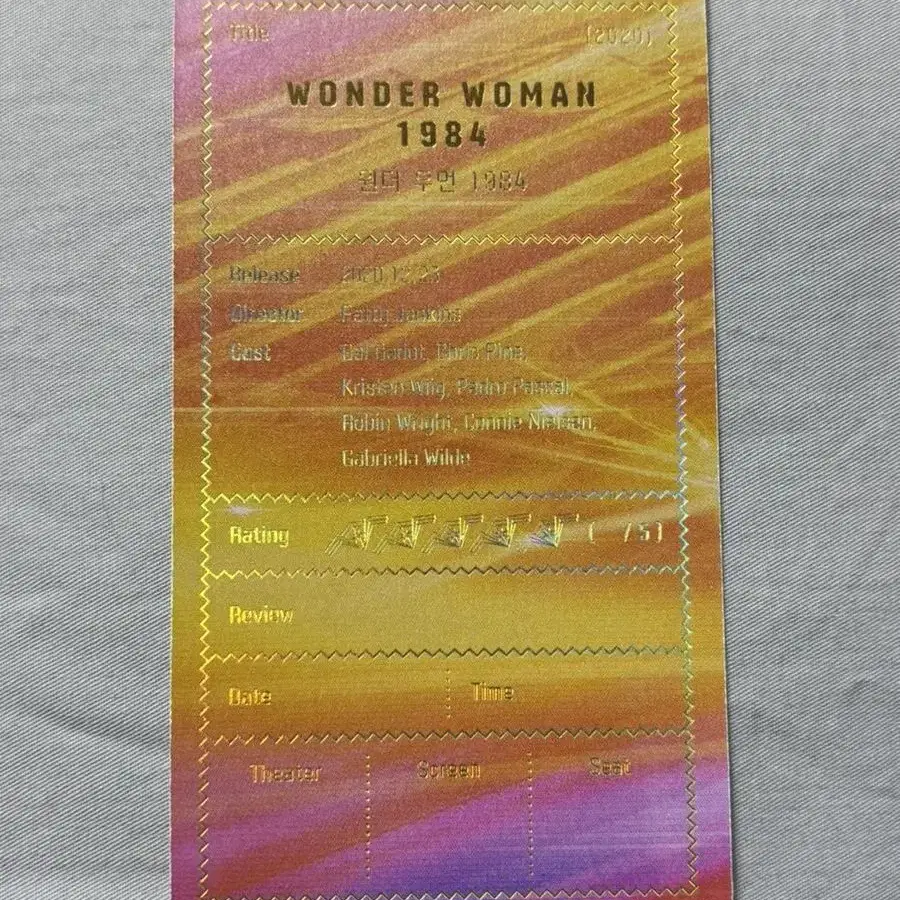 Title (2020)
WONDER WOMAN
1984
원더 우먼 1984
Release 2020.12.23
Director Patty Jenkins
Cast Gal Gadot, Chris Pine,
Kristen Wiig, Pedro Pascal,
Robin Wright, Connie Nielsen,
Gabriella Wilde
Rating ( /5)
Review
Date Time
Theater Screen Seat